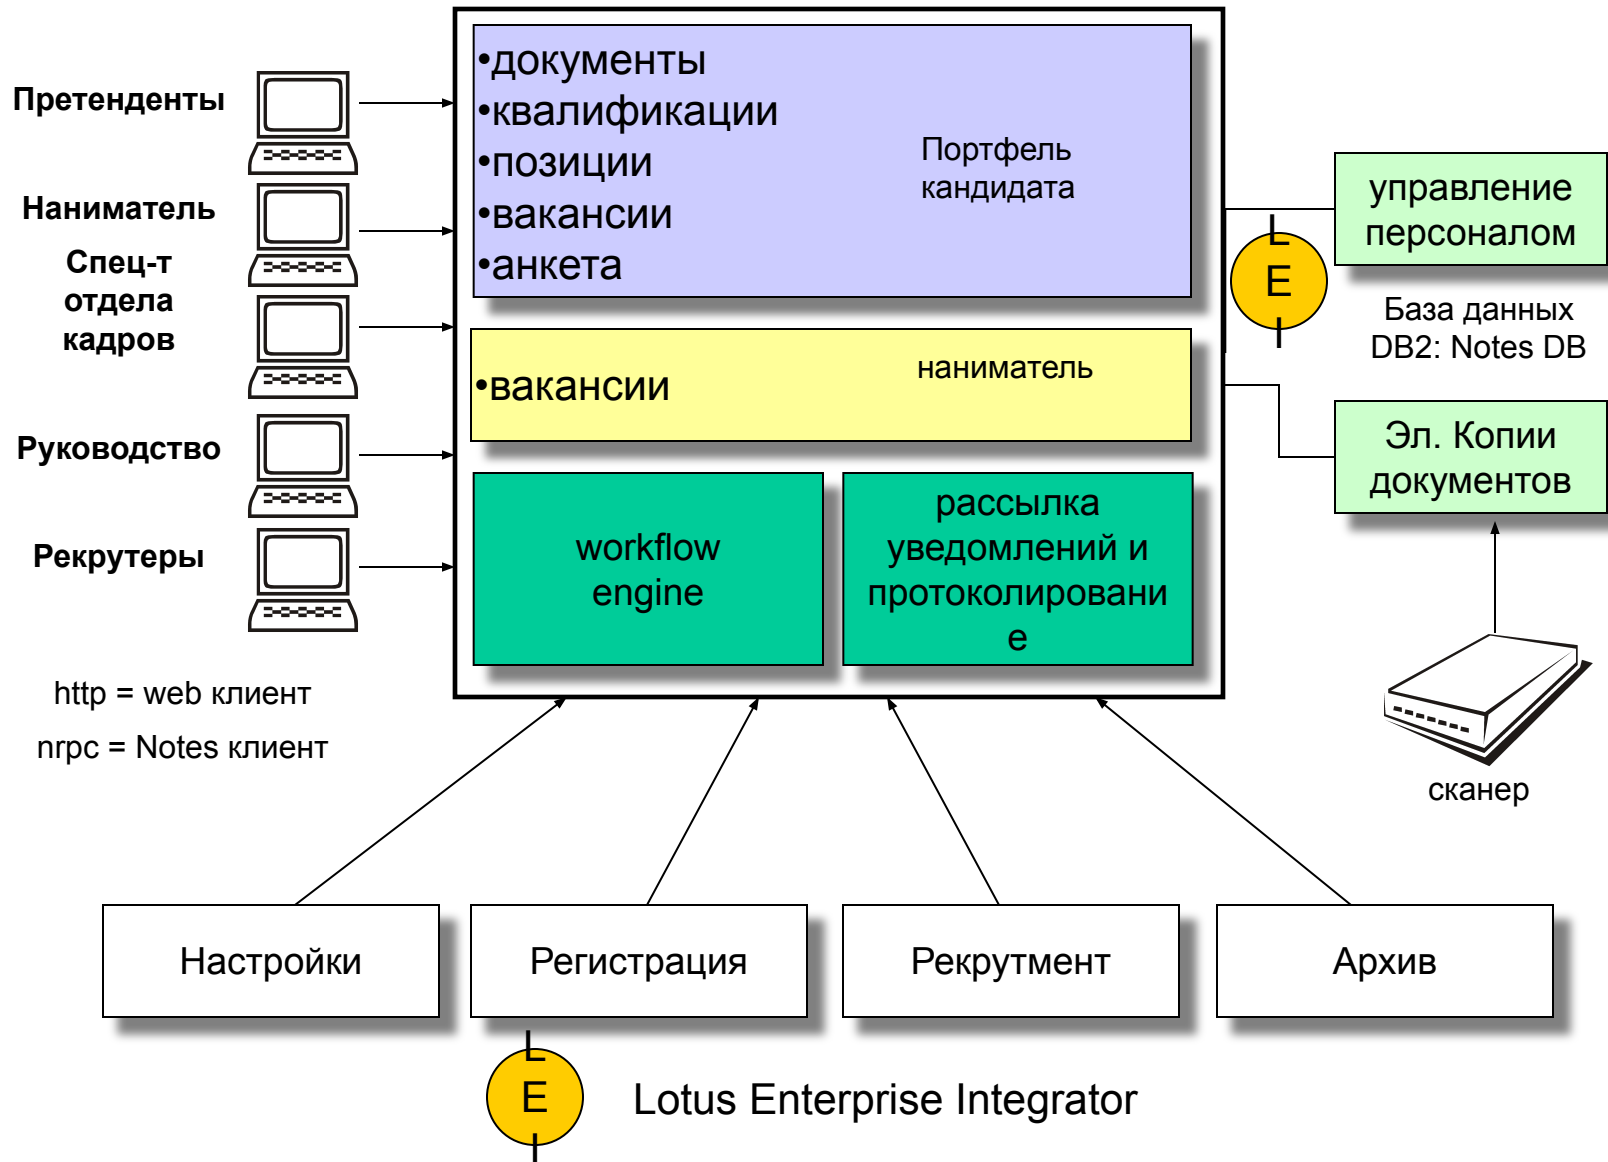 Претенденты
Наниматель
Спец-т
отдела
кадров
Руководство
Рекрутеры
http = web клиент
nrpc = Notes клиент
•документы
•квалификации
•позиции
•вакансии
•анкета
Портфель
кандидата
•вакансии
наниматель
workflow
engine
рассылка
уведомлений и
протоколировани
е
L
E
I
управление
персоналом
База данных
DB2: Notes DB
Эл. Копии
документов
сканер
Настройки
Регистрация
Рекрутмент
Архив
L
E
I
Lotus Enterprise Integrator